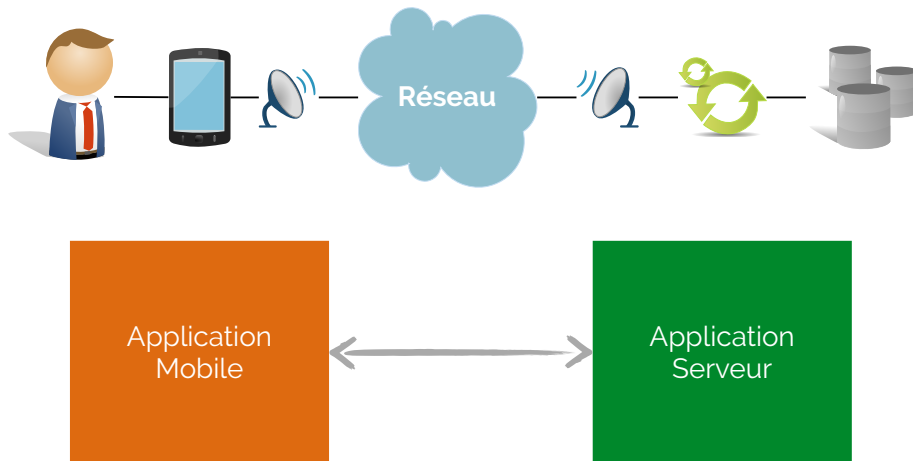 Réseau
Application
Mobile
Application
Serveur